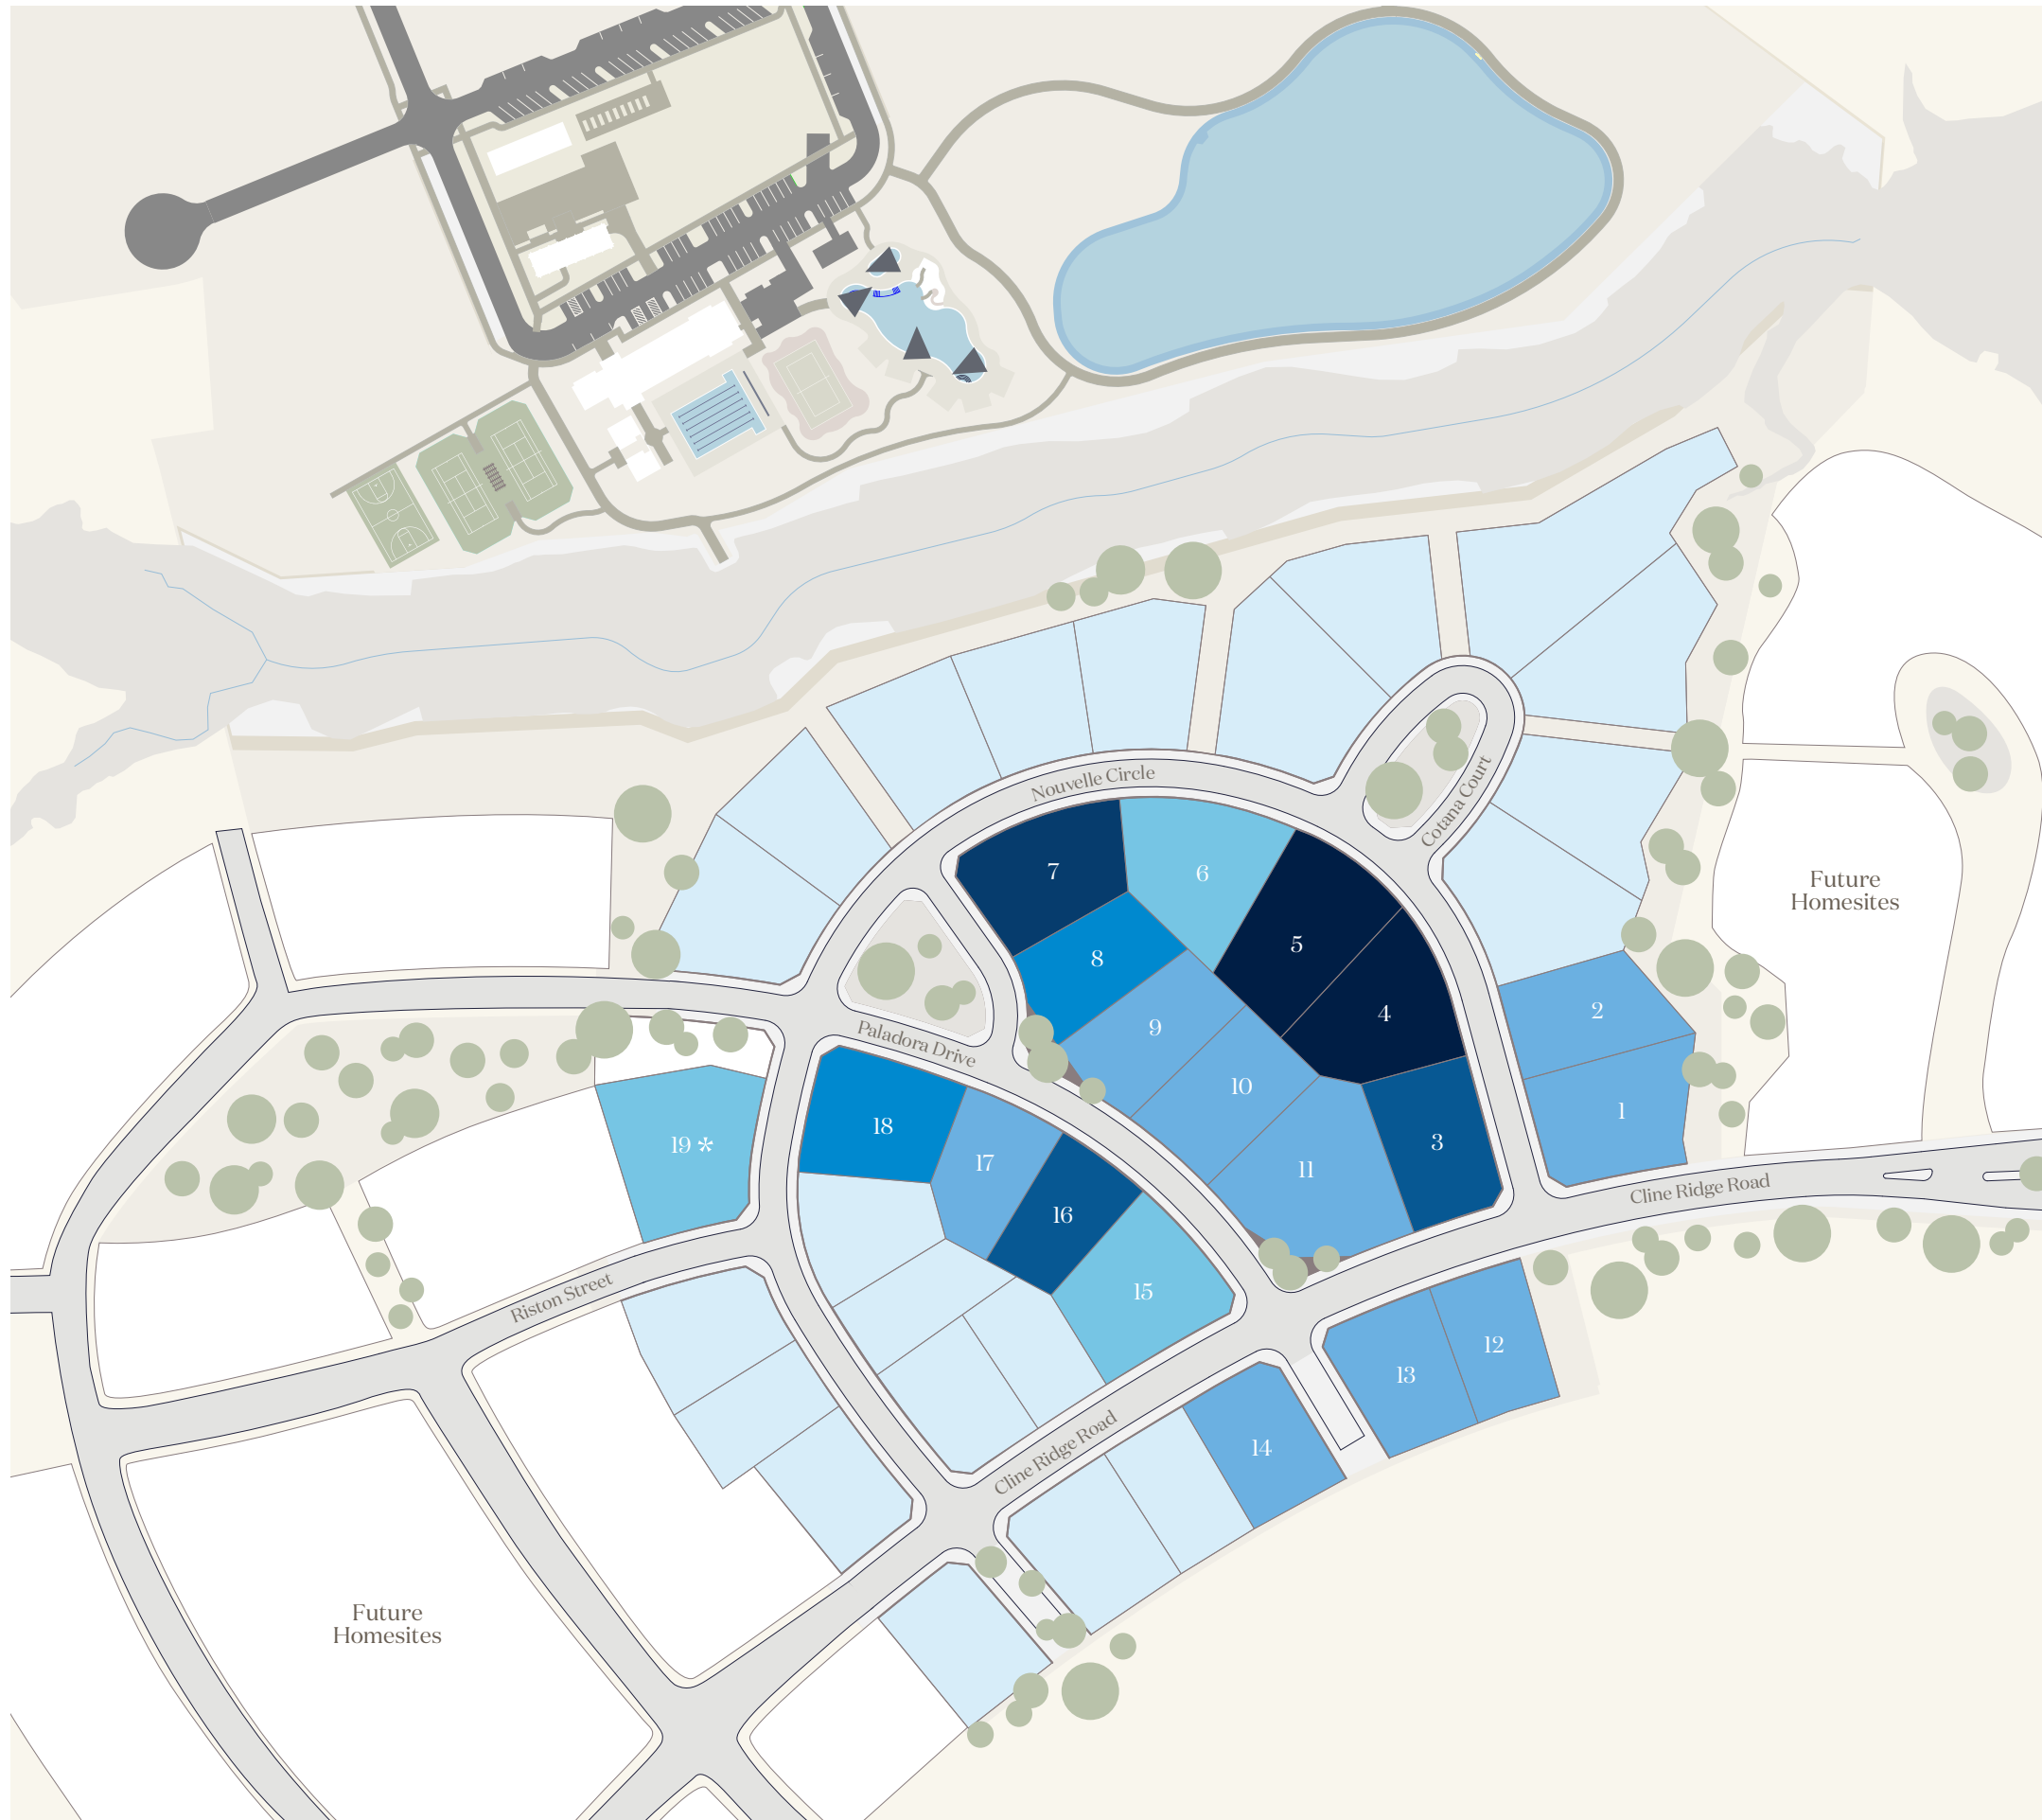 Nouvelle Circle
Cotana Court
7
6
5
8
4
9
10
2
1
3
11
Future
Homesites
Paladora Drive
18
17
19 *
16
15
Cline Ridge Road
Riston Street
12
13
14
Cline Ridge Road
Future
Homesites